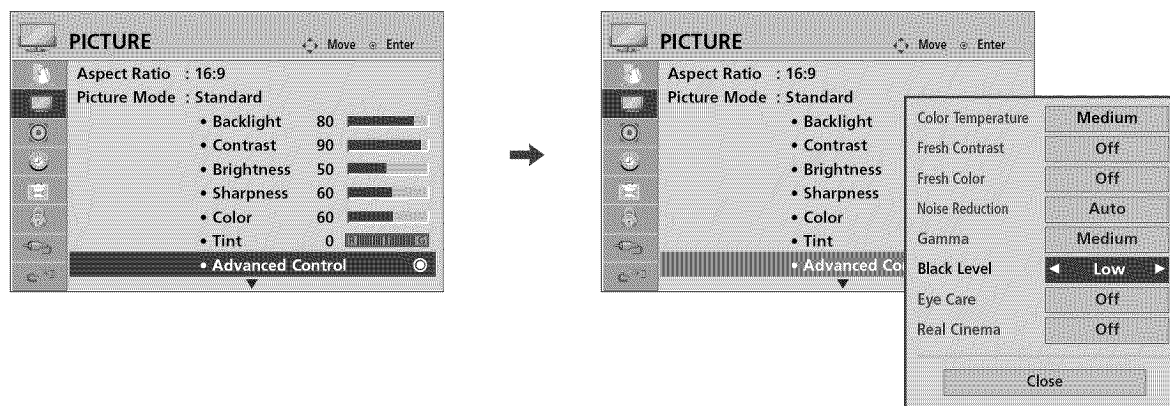 PICTURE
Move Enter
Aspect Ratio : 16:9
Picture Mode : Standard
• Backlight 80
• Contrast 90
• Brightness 50
• Sharpness 60
• Color 60
• Tint 0 R G
• Advanced Control
PICTURE
Move Enter
Aspect Ratio : 16:9
Picture Mode : Standard
• Backlight
• Contrast
• Brightness
• Sharpness
• Color
• Tint
• Advanced Co
Color Temperature Medium
Fresh Contrast Off
Fresh Color Off
Noise Reduction Auto
Gamma Medium
Black Level Low
Eye Care Off
Real Cinema Off
Close